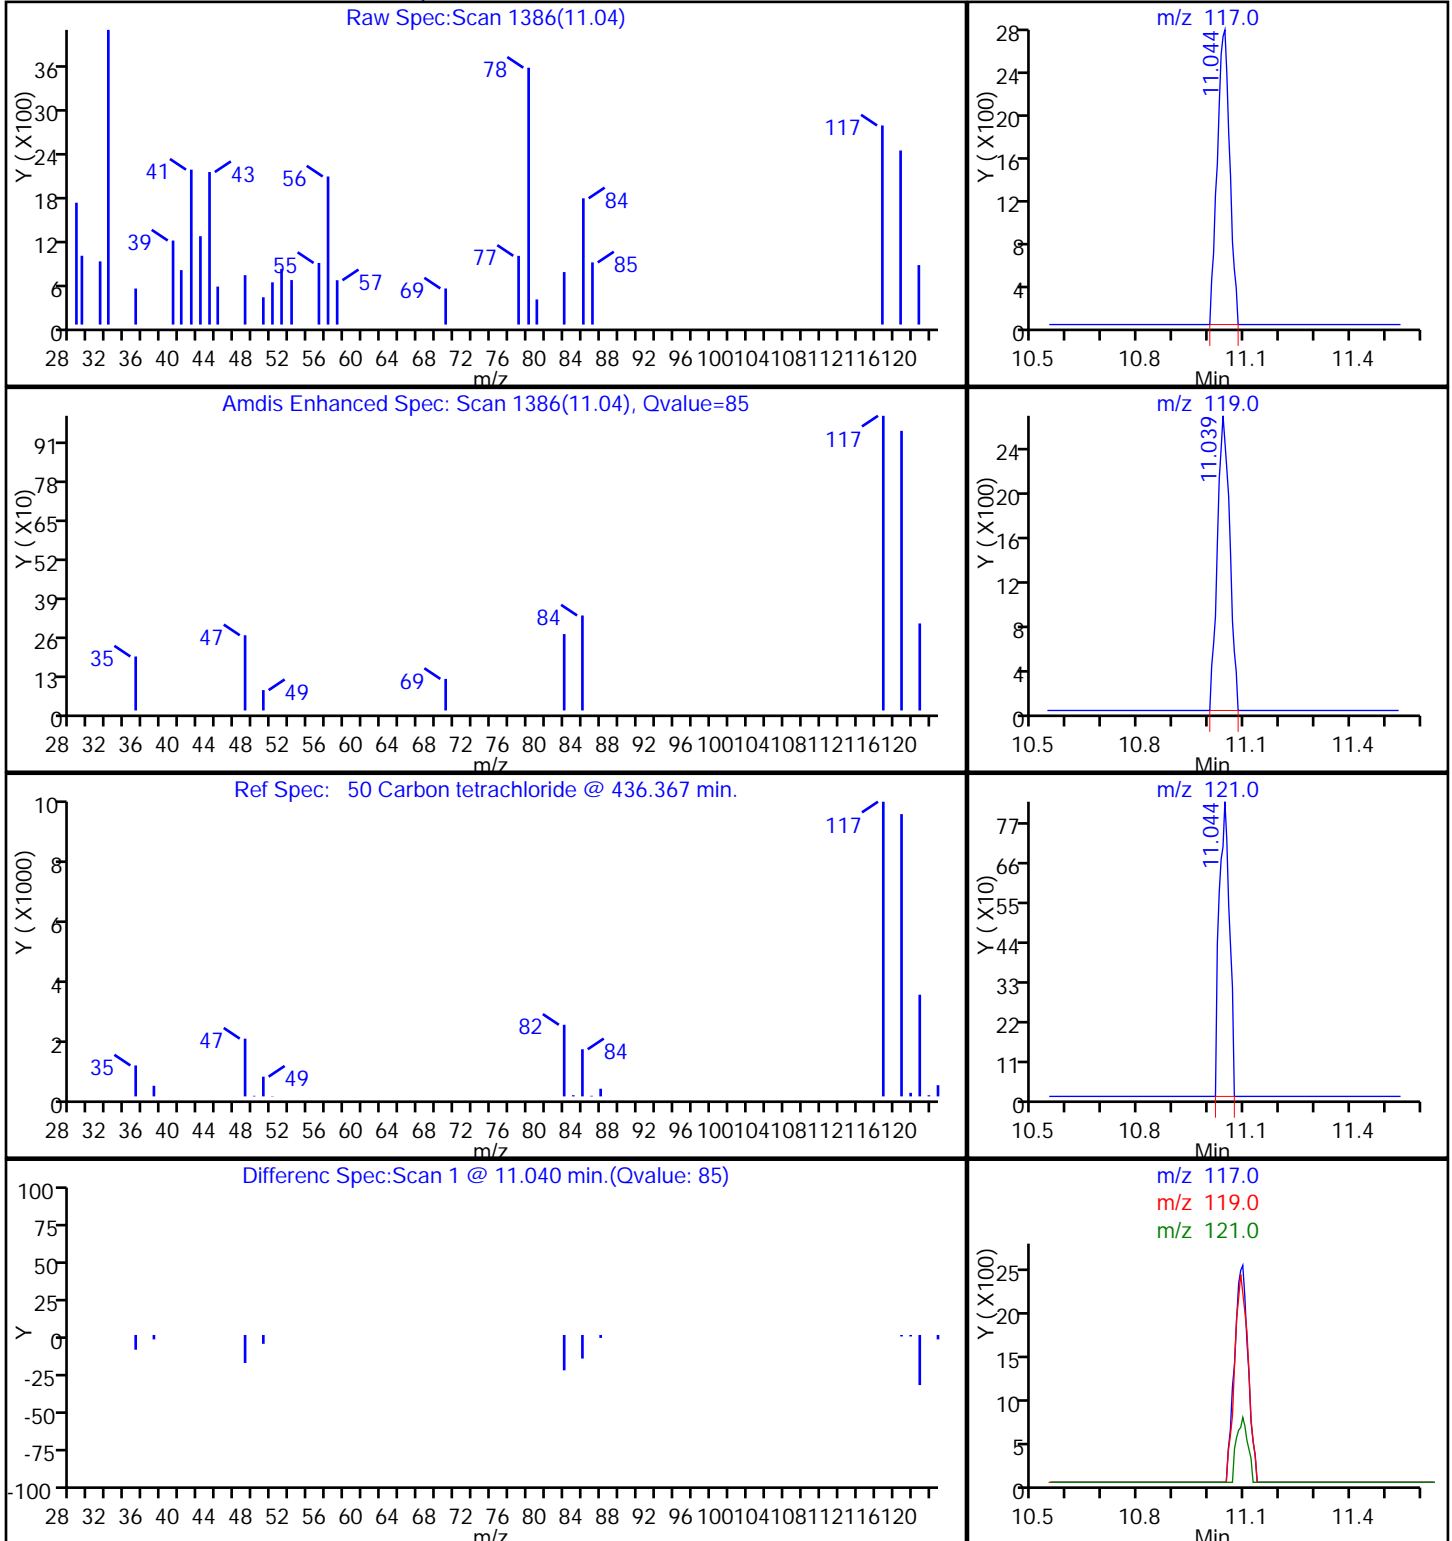 Raw Spec:Scan 1386(11.04)
Y ( X100)
36
30
24
18
12
6
0
41
43
39
56
55
57
69
78
77
84
85
117
28 32 36 40 44 48 52 56 60 64 68 72 76 80 84 88 92 96 100 104 108 112 116 120
m/z
m/z 117.0
Y ( X100)
28
24
20
16
12
8
4
0
11.044
10.5 10.8 11.1 11.4
Min
Amdis Enhanced Spec: Scan 1386(11.04), Qvalue=85
Y ( X10)
91
78
65
52
39
26
13
0
35
47
49
69
84
117
28 32 36 40 44 48 52 56 60 64 68 72 76 80 84 88 92 96 100104108112116120
m/z
m/z 119.0
Y ( X100)
24
20
16
12
8
4
0
11.039
10.5 10.8 11.1 11.4
Min
Ref Spec: 50 Carbon tetrachloride @ 436.367 min.
Y ( X1000)
10
8
6
4
2
0
35
47
49
82
84
117
28 32 36 40 44 48 52 56 60 64 68 72 76 80 84 88 92 96 100104108112116120
m/z
m/z 121.0
Y ( X10)
77
66
55
44
33
22
11
0
11.044
10.5 10.8 11.1 11.4
Min
Differenc Spec:Scan 1 @ 11.040 min.(Qvalue: 85)
Y
100
75
50
25
0
-25
-50
-75
-100
28 32 36 40 44 48 52 56 60 64 68 72 76 80 84 88 92 96 100104108112116120
m/z
m/z 117.0
m/z 119.0
m/z 121.0
Y ( X100)
25
20
15
10
5
0
10.5 10.8 11.1 11.4
Min